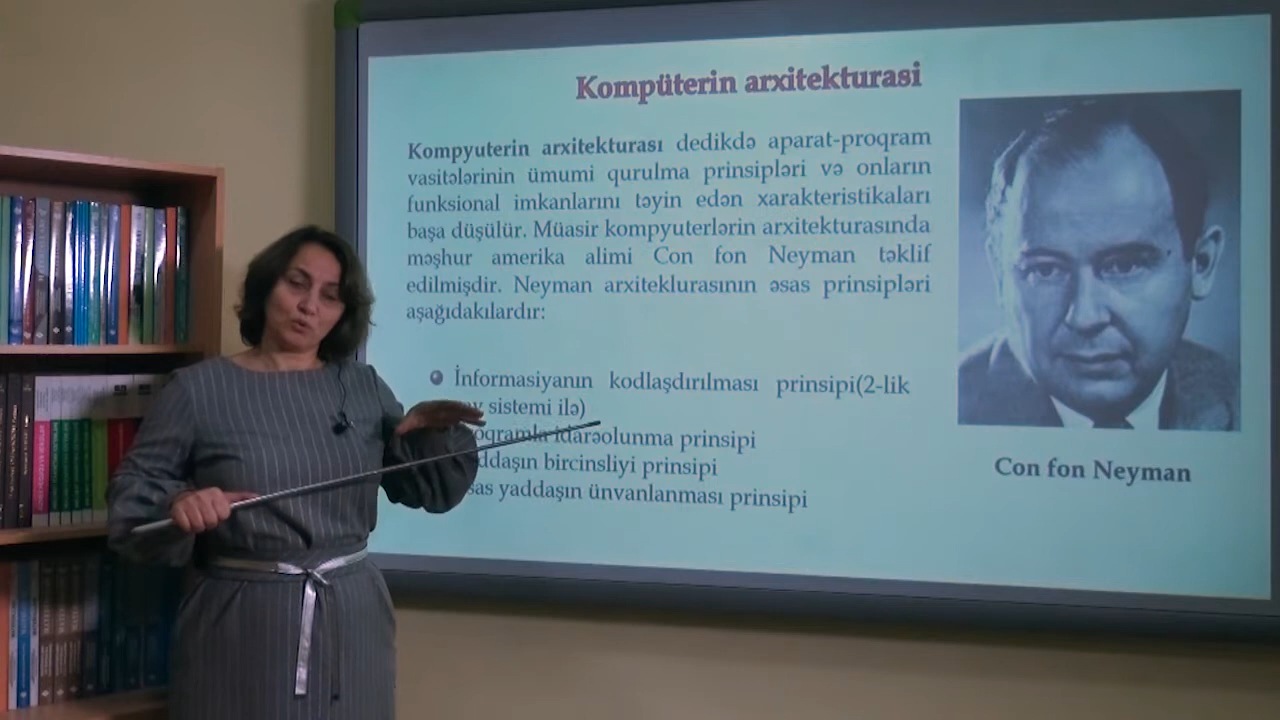 Kompüterin arxitekturasi
Kompyuterin arxitekturası dedikdə aparat-proqram
vasitələrinin ümumi qurulma prinsipləri və onların
funksional imkanlarını təyin edən xarakteristikaları
başa düşülür. Müasir kompyuterlərin arxitekturasında
məşhur amerika alimi Con fon Neyman təklif
edilmişdir. Neyman arxiteklurasının əsas prinsipləri
aşağıdakılardır:
İnformasiyanın kodlaşdırılması prinsipi(2-lik
sistemi ilə)
idarəolunma prinsipi
bircinsliyi prinsipi
yaddaşın ünvanlanması prinsipi
Con fon Neyman